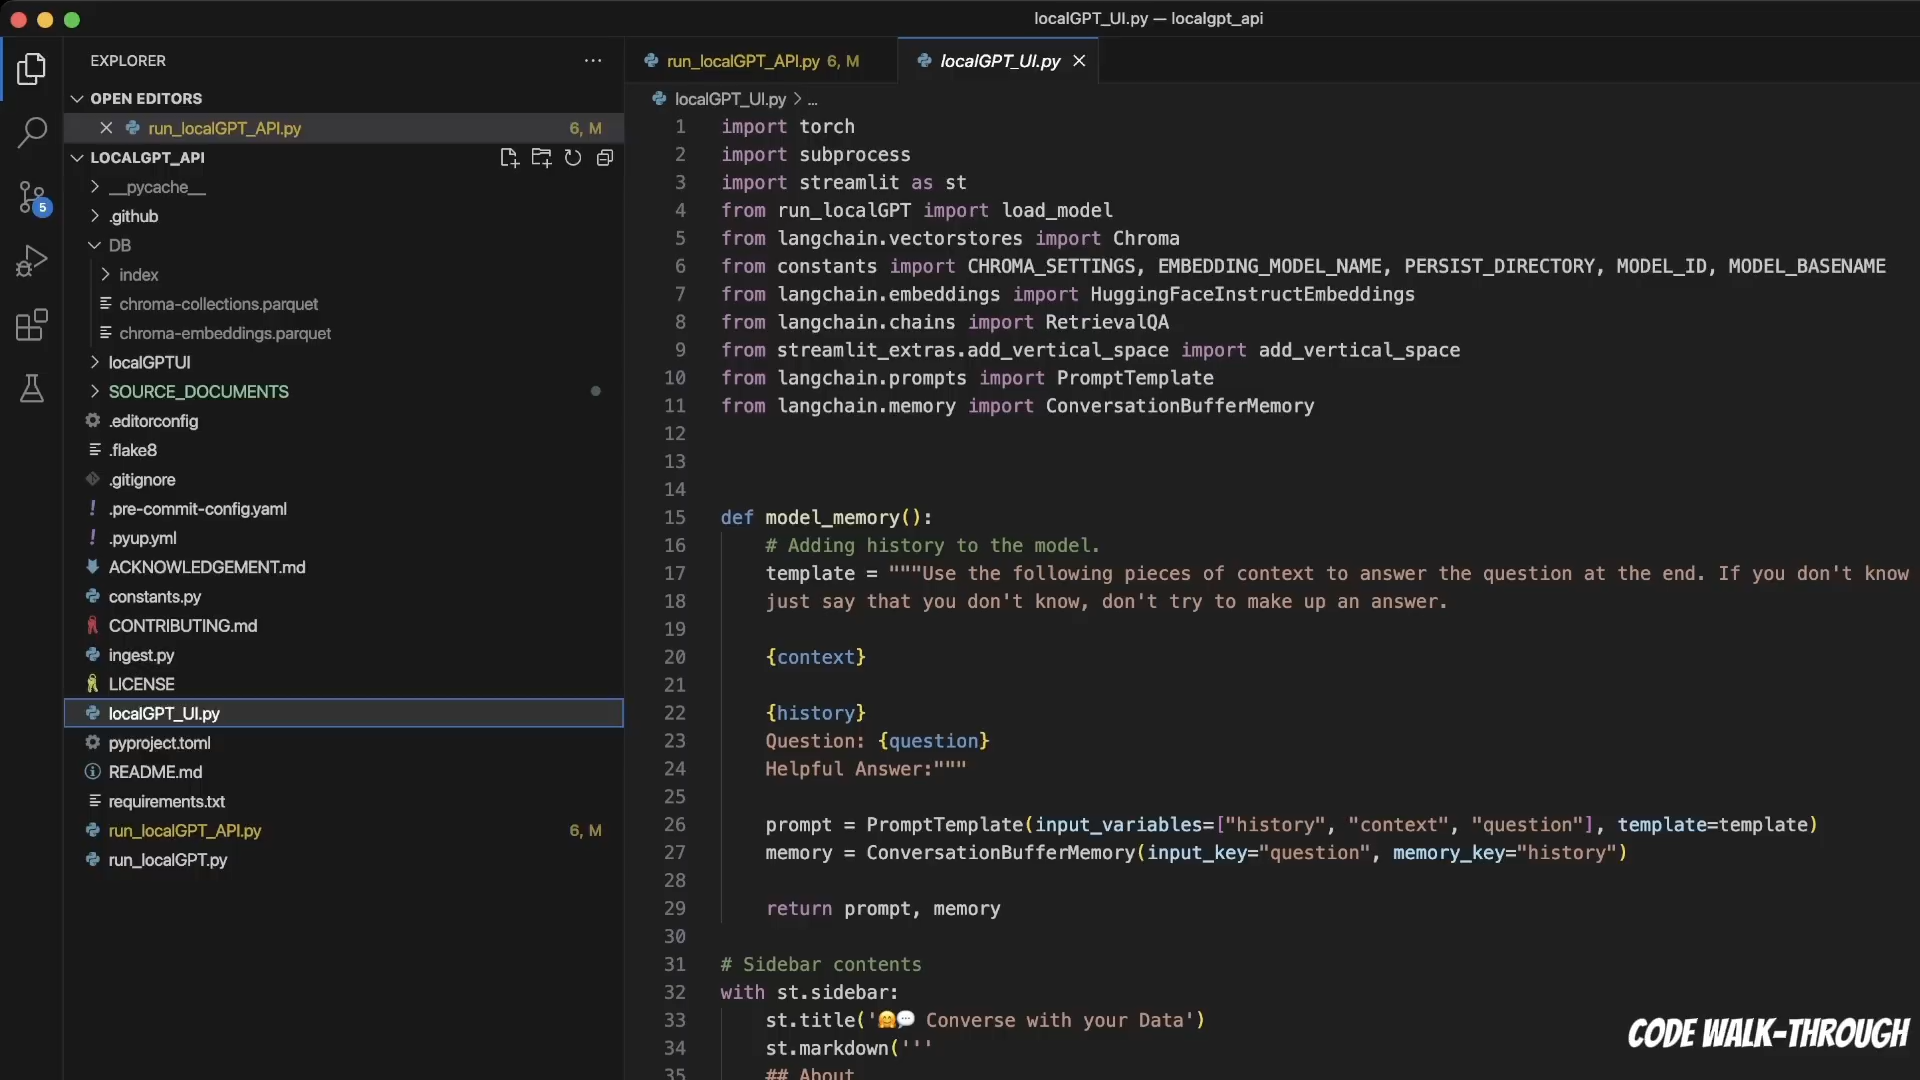 localGPT_UI.py — localgpt_api
EXPLORER
...
OPEN EDITORS
run_localGPT_API.py 6, M
LOCALGPT_API
__pycache__
.github
DB
index
chroma-collections.parquet
chroma-embeddings.parquet
localGPTUI
SOURCE_DOCUMENTS
.editorconfig
.flake8
.gitignore
.pre-commit-config.yaml
.pyup.yml
ACKNOWLEDGEMENT.md
constants.py
CONTRIBUTING.md
ingest.py
LICENSE
localGPT_UI.py
pyproject.toml
README.md
requirements.txt
run_localGPT_API.py 6, M
run_localGPT.py
5
run_localGPT_API.py 6, M
localGPT_UI.py
localGPT_UI.py > ...
1 import torch
2 import subprocess
3 import streamlit as st
4 from run_localGPT import load_model
5 from langchain.vectorstores import Chroma
6 from constants import CHROMA_SETTINGS, EMBEDDING_MODEL_NAME, PERSIST_DIRECTORY, MODEL_ID, MODEL_BASENAME
7 from langchain.embeddings import HuggingFaceInstructEmbeddings
8 from langchain.chains import RetrievalQA
9 from streamlit_extras.add_vertical_space import add_vertical_space
10 from langchain.prompts import PromptTemplate
11 from langchain.memory import ConversationBufferMemory
12
13
14
15 def model_memory():
16 # Adding history to the model.
17 template = """Use the following pieces of context to answer the question at the end. If you don't know
18 just say that you don't know, don't try to make up an answer.
19
20 {context}
21
22 {history}
23 Question: {question}
24 Helpful Answer:"""
25
26 prompt = PromptTemplate(input_variables=["history", "context", "question"], template=template)
27 memory = ConversationBufferMemory(input_key="question", memory_key="history")
28
29 return prompt, memory
30
31 # Sidebar contents
32 with st.sidebar:
33 st.title('🤗💬 Converse with your Data')
34 st.markdown('''
35 ## About
CODE WALK-THROUGH